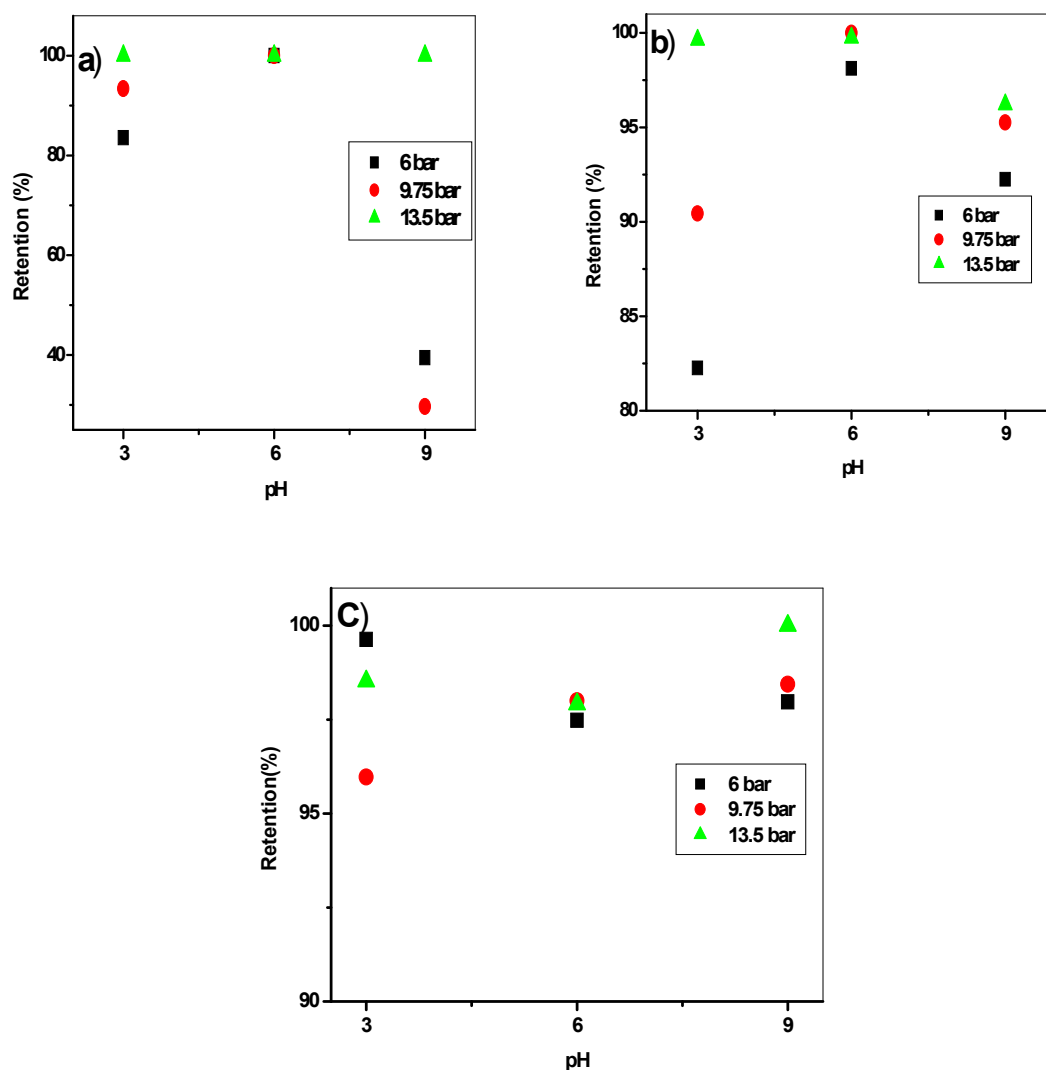 a)
100
80
60
40
Retention (%)
6 bar
9.75 bar
13.5 bar
3
6
9
pH
b)
100
95
90
85
80
Retention (%)
6 bar
9.75 bar
13.5 bar
3
6
9
pH
C)
100
95
90
Retention(%)
6 bar
9.75 bar
13.5 bar
3
6
9
pH